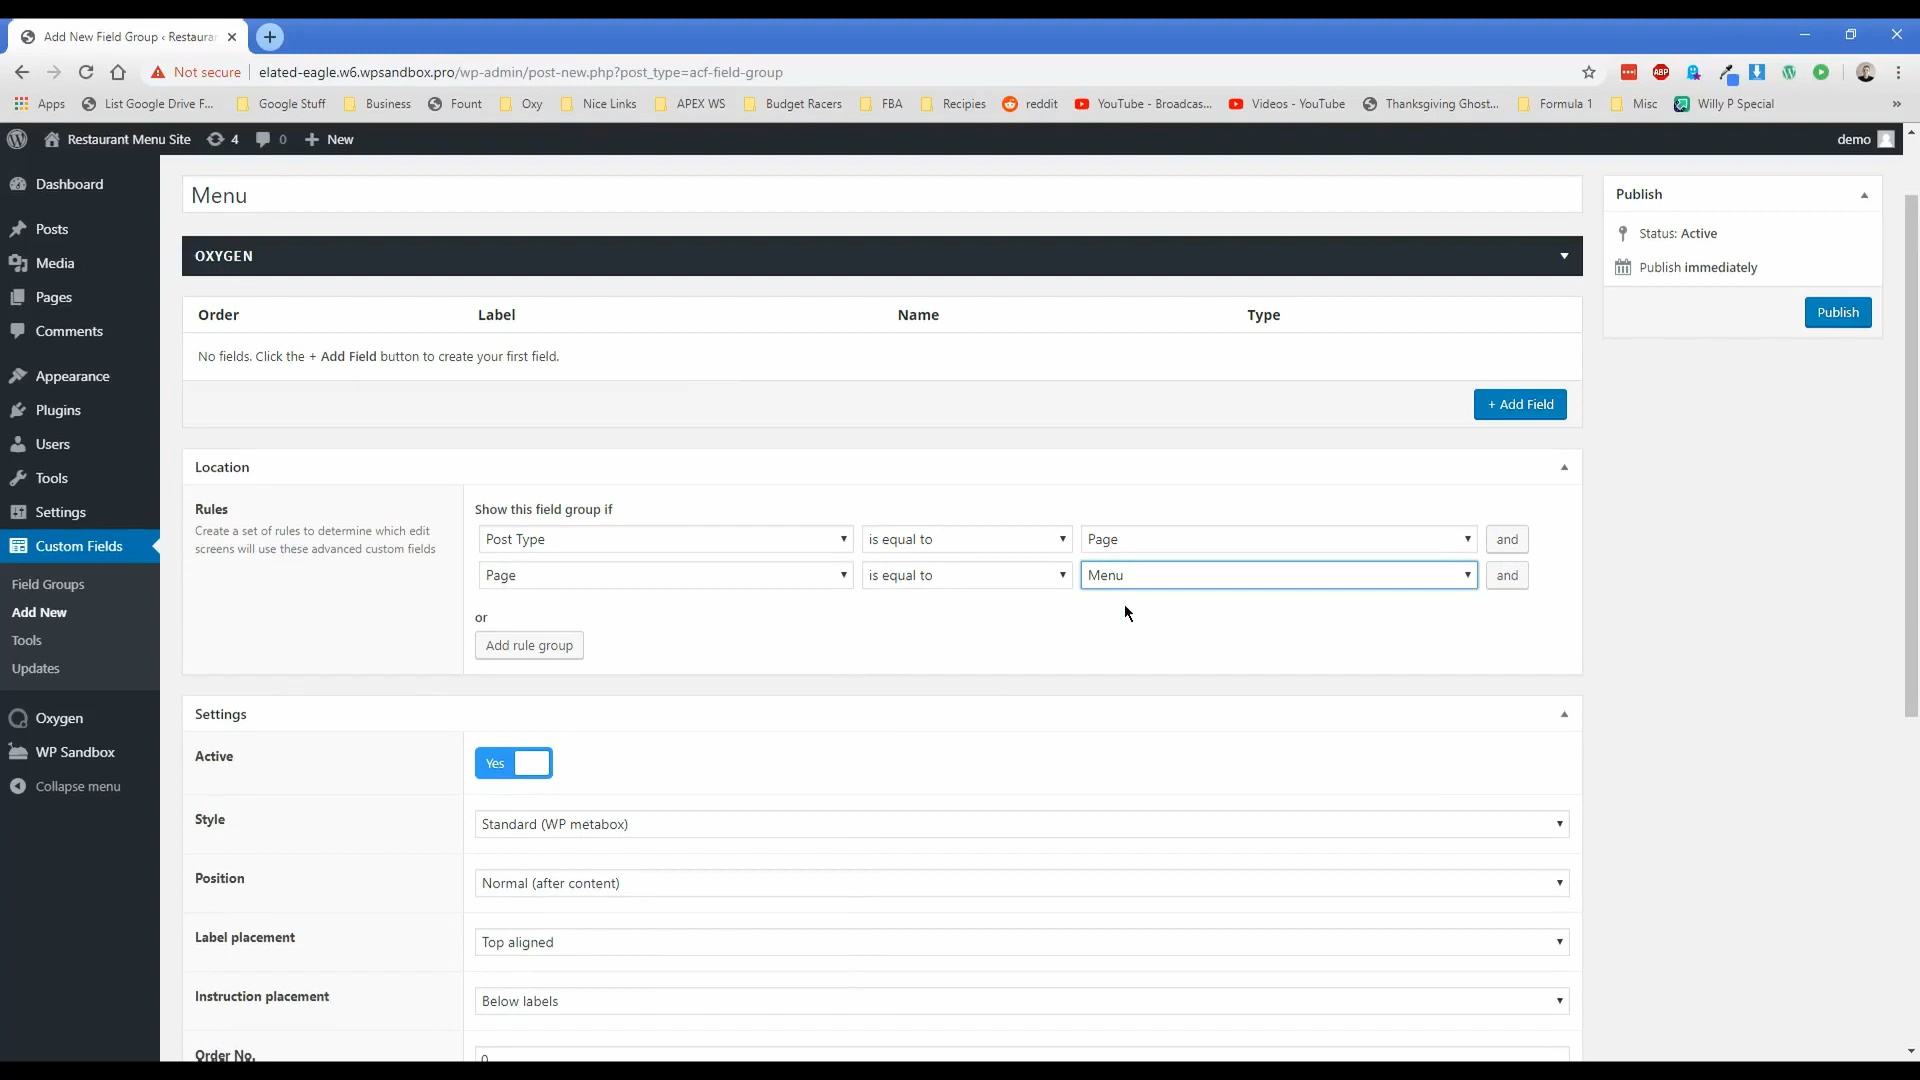 Add New Field Group ‹ Restaura
Not secure
elated-eagle.w6.wpsandbox.pro/wp-admin/post-new.php?post_type=acf-field-group
ABP
Apps
List Google Drive F...
Google Stuff
Business
Fount
Oxy
Nice Links
APEX WS
Budget Racers
FBA
Recipies
reddit
YouTube - Broadcas...
Videos - YouTube
Thanksgiving Ghost...
Formula 1
Misc
Willy P Special
»
Restaurant Menu Site
4
0
New
demo
Dashboard
Posts
Media
Pages
Comments
Appearance
Plugins
Users
Tools
Settings
Custom Fields
Field Groups
Add New
Tools
Updates
Oxygen
WP Sandbox
Collapse menu
Menu
OXYGEN
Order Label Name Type
No fields. Click the + Add Field button to create your first field.
+ Add Field
Location
Rules
Create a set of rules to determine which edit
screens will use these advanced custom fields
Show this field group if
Post Type is equal to Page and
Page is equal to Menu and
or
Add rule group
Settings
Active
Yes
Style
Standard (WP metabox)
Position
Normal (after content)
Label placement
Top aligned
Instruction placement
Below labels
Order No.
0
Publish
Status: Active
Publish immediately
Publish